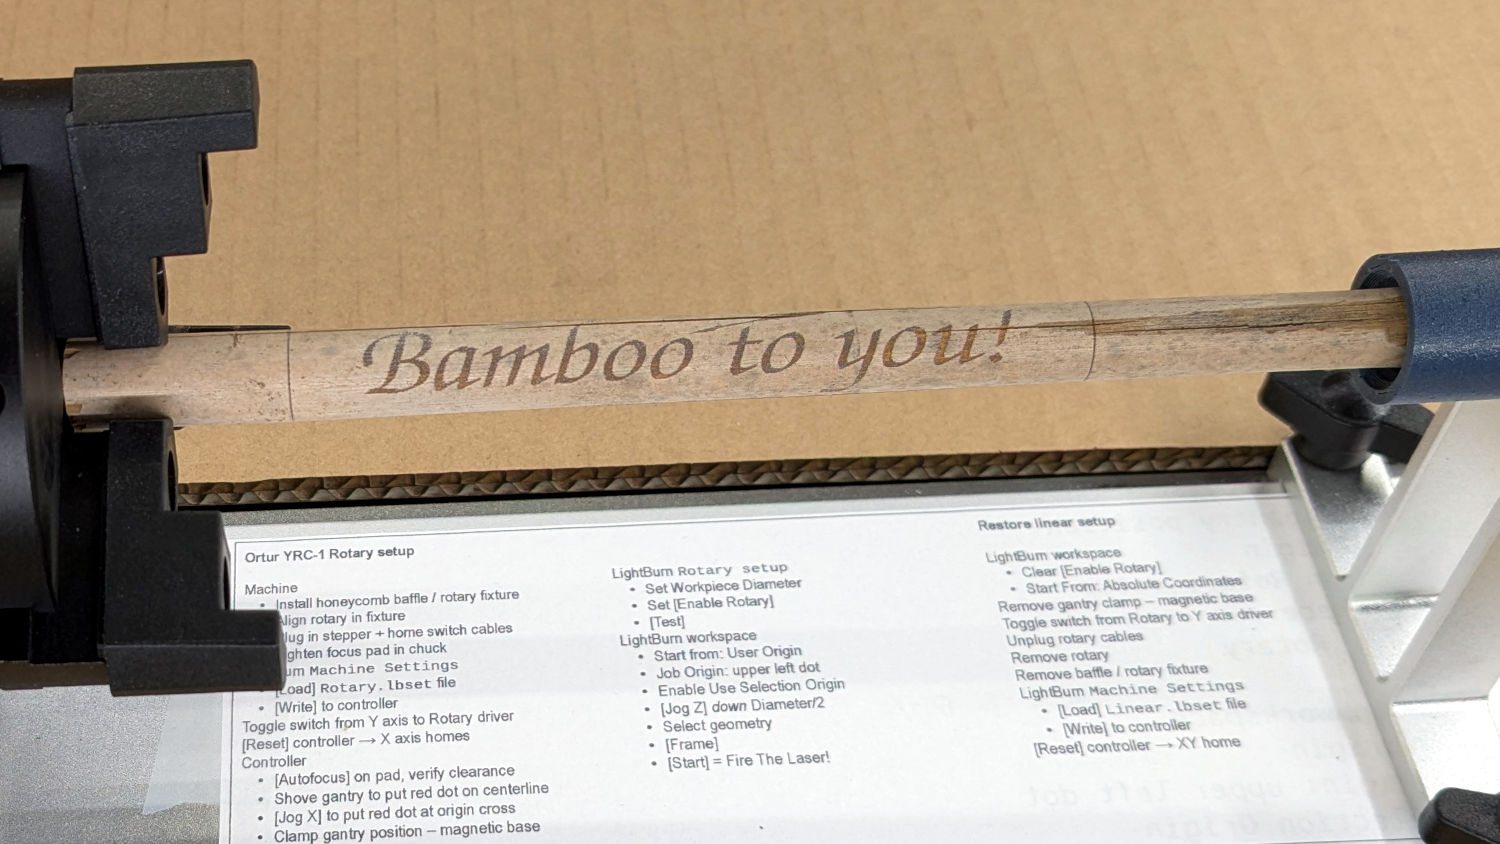 Bamboo to you!
Ortur YRC-1 Rotary setup
Machine
• Install honeycomb baffle / rotary fixture
Align rotary in fixture
lug in stepper + home switch cables
ghten focus pad in chuck
um Machine Settings
[Load] Rotary.lbset file
• [Write] to controller
Toggle switch from Y axis to Rotary driver
[Reset] controller → X axis homes
Controller
• [Autofocus] on pad, verify clearance
• Shove gantry to put red dot on centerline
• [Jog X] to put red dot at origin cross
• Clamp gantry position – magnetic base
LightBurn Rotary setup
• Set Workpiece Diameter
• Set [Enable Rotary]
• [Test]
LightBurn workspace
• Start from: User Origin
• Job Origin: upper left dot
• Enable Use Selection Origin
• [Jog Z] down Diameter/2
• Select geometry
• [Frame]
• [Start] = Fire The Laser!
Restore linear setup
LightBurn workspace
• Clear [Enable Rotary]
• Start From: Absolute Coordinates
Remove gantry clamp – magnetic base
Toggle switch from Rotary to Y axis driver
Unplug rotary cables
Remove rotary
Remove baffle / rotary fixture
LightBurn Machine Settings
• [Load] Linear.lbset file
• [Write] to controller
[Reset] controller → XY home